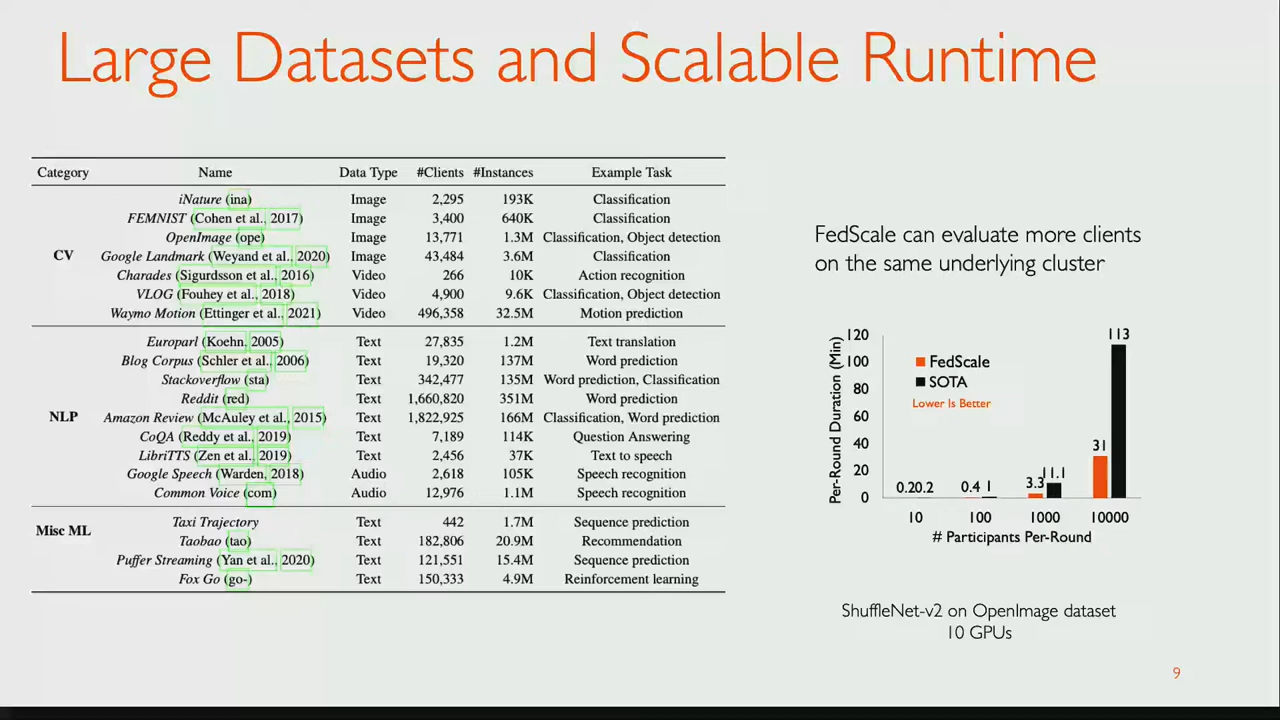 Large Datasets and Scalable Runtime
Category Name Data Type #Clients #Instances Example Task
iNature (ina) Image 2,295 193K Classification
FEMNIST (Cohen et al., 2017) Image 3,400 640K Classification
OpenImage (ope) Image 13,771 1.3M Classification, Object detection
CV Google Landmark (Weyand et al., 2020) Image 43,484 3.6M Classification
Charades (Sigurdsson et al., 2016) Video 266 10K Action recognition
VLOG (Fouhey et al., 2018) Video 4,900 9.6K Classification, Object detection
Waymo Motion (Ettinger et al., 2021) Video 496,358 32.5M Motion prediction
Europarl (Koehn, 2005) Text 27,835 1.2M Text translation
Blog Corpus (Schler et al., 2006) Text 19,320 137M Word prediction
Stackoverflow (sta) Text 342,477 135M Word prediction, Classification
Reddit (red) Text 1,660,820 351M Word prediction
NLP Amazon Review (McAuley et al., 2015) Text 1,822,925 166M Classification, Word prediction
CoQA (Reddy et al., 2019) Text 7,189 114K Question Answering
LibriTTS (Zen et al., 2019) Text 2,456 37K Text to speech
Google Speech (Warden, 2018) Audio 2,618 105K Speech recognition
Common Voice (com) Audio 12,976 1.1M Speech recognition
Taxi Trajectory Text 442 1.7M Sequence prediction
Misc ML
Taobao (tao) Text 182,806 20.9M Recommendation
Puffer Streaming (Yan et al., 2020) Text 121,551 15.4M Sequence prediction
Fox Go (go-) Text 150,333 4.9M Reinforcement learning
FedScale can evaluate more clients
on the same underlying cluster
Per-Round Duration (Min)
120
100
80
60
40
20
0
FedScale
SOTA
Lower Is Better
0.2 0.2 0.4 1 3.3 11.1 31 113
10 100 1000 10000
# Participants Per-Round
ShuffleNet-v2 on OpenImage dataset
10 GPUs
9